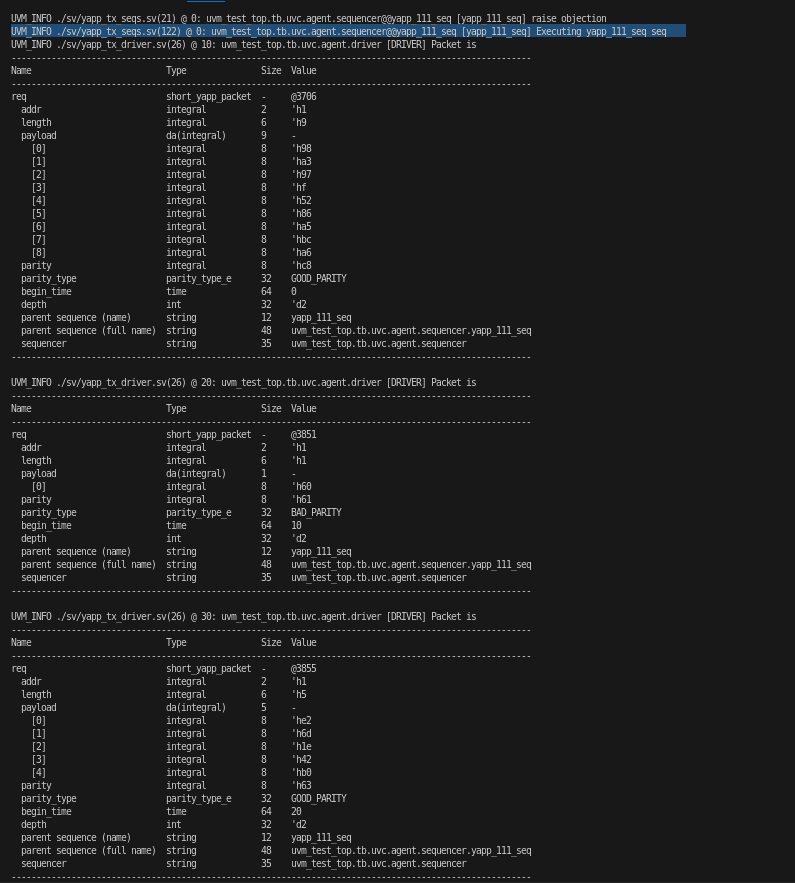 UVM_INFO ./sv/yapp_tx_seqs.sv(21) @ 0: uvm_test_top.tb.uvc.agent.sequencer@@yapp_111_seq [yapp_111_seq] raise objection
UVM_INFO ./sv/yapp_tx_seqs.sv(122) @ 0: uvm_test_top.tb.uvc.agent.sequencer@@yapp_111_seq [yapp_111_seq] Executing yapp_111_seq seq
UVM_INFO ./sv/yapp_tx_driver.sv(26) @ 10: uvm_test_top.tb.uvc.agent.driver [DRIVER] Packet is
--------------------------------------------------------------------------------------------------------
Name Type Size Value
--------------------------------------------------------------------------------------------------------
req short_yapp_packet - @3706
addr integral 2 'h1
length integral 6 'h9
payload da(integral) 9 -
[0] integral 8 'h98
[1] integral 8 'ha3
[2] integral 8 'h97
[3] integral 8 'hf
[4] integral 8 'h52
[5] integral 8 'h86
[6] integral 8 'ha5
[7] integral 8 'hbc
[8] integral 8 'ha6
parity integral 8 'hc8
parity_type parity_type_e 32 GOOD_PARITY
begin_time time 64 0
depth int 32 'd2
parent sequence (name) string 12 yapp_111_seq
parent sequence (full name) string 48 uvm_test_top.tb.uvc.agent.sequencer.yapp_111_seq
sequencer string 35 uvm_test_top.tb.uvc.agent.sequencer
--------------------------------------------------------------------------------------------------------
UVM_INFO ./sv/yapp_tx_driver.sv(26) @ 20: uvm_test_top.tb.uvc.agent.driver [DRIVER] Packet is
--------------------------------------------------------------------------------------------------------
Name Type Size Value
--------------------------------------------------------------------------------------------------------
req short_yapp_packet - @3851
addr integral 2 'h1
length integral 6 'h1
payload da(integral) 1 -
[0] integral 8 'h60
parity integral 8 'h61
parity_type parity_type_e 32 BAD_PARITY
begin_time time 64 10
depth int 32 'd2
parent sequence (name) string 12 yapp_111_seq
parent sequence (full name) string 48 uvm_test_top.tb.uvc.agent.sequencer.yapp_111_seq
sequencer string 35 uvm_test_top.tb.uvc.agent.sequencer
--------------------------------------------------------------------------------------------------------
UVM_INFO ./sv/yapp_tx_driver.sv(26) @ 30: uvm_test_top.tb.uvc.agent.driver [DRIVER] Packet is
--------------------------------------------------------------------------------------------------------
Name Type Size Value
--------------------------------------------------------------------------------------------------------
req short_yapp_packet - @3855
addr integral 2 'h1
length integral 6 'h5
payload da(integral) 5 -
[0] integral 8 'he2
[1] integral 8 'h6d
[2] integral 8 'h1e
[3] integral 8 'h42
[4] integral 8 'hb0
parity integral 8 'h63
parity_type parity_type_e 32 GOOD_PARITY
begin_time time 64 20
depth int 32 'd2
parent sequence (name) string 12 yapp_111_seq
parent sequence (full name) string 48 uvm_test_top.tb.uvc.agent.sequencer.yapp_111_seq
sequencer string 35 uvm_test_top.tb.uvc.agent.sequencer
--------------------------------------------------------------------------------------------------------